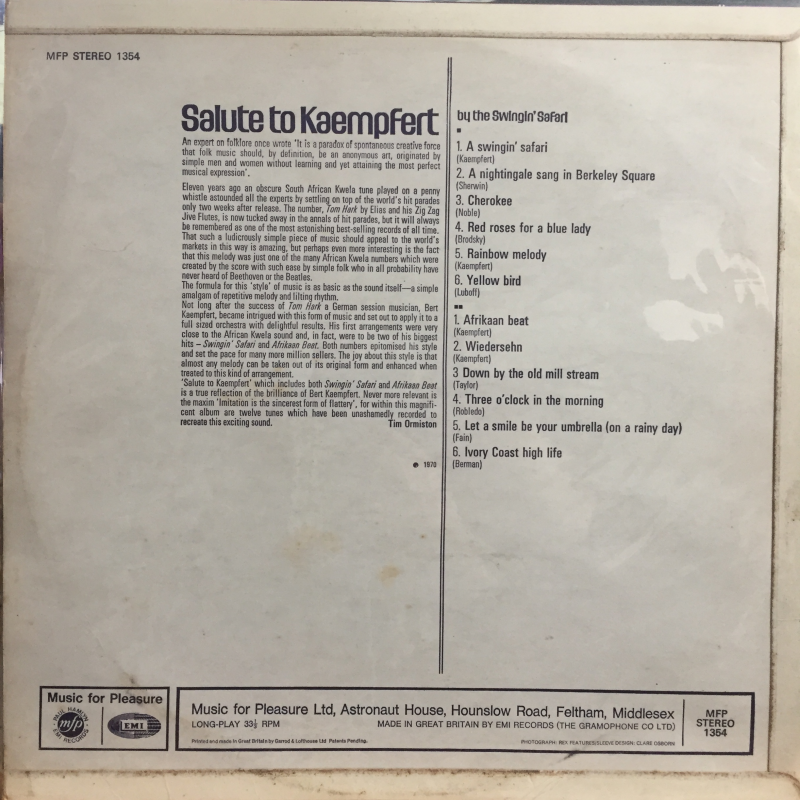 MFP STEREO 1354
Salute to Kaempfert
An expert on folklore once wrote 'It is a paradox of spontaneous creative force
that folk music should, by definition, be an anonymous art, originated by
simple men and women without learning and yet attaining the most perfect
musical expression'.
Eleven years ago an obscure South African Kwela tune played on a penny
whistle astounded all the experts by settling on top of the world's hit parades
only two weeks after release. The number, Tom Hark by Elias and his Zig Zag
Jive Flutes, is now tucked away in the annals of hit parades, but it will always
be remembered as one of the most astonishing best-selling records of all time.
That such a ludicrously simple piece of music should appeal to the world's
markets in this way is amazing, but perhaps even more interesting is the fact
that this melody was just one of the many African Kwela numbers which were
created by the score with such ease by simple folk who in all probability have
never heard of Beethoven or the Beatles.
The formula for this 'style' of music is as basic as the sound itself—a simple
amalgam of repetitive melody and lilting rhythm.
Not long after the success of Tom Hark a German session musician, Bert
Kaempfert, became intrigued with this form of music and set out to apply it to a
full sized orchestra with delightful results. His first arrangements were very
close to the African Kwela sound and, in fact, were to be two of his biggest
hits – Swingin' Safari and Afrikaan Beat. Both numbers epitomised his style
and set the pace for many more million sellers. The joy about this style is that
almost any melody can be taken out of its original form and enhanced when
treated to this kind of arrangement.
'Salute to Kaempfert' which includes both Swingin' Safari and Afrikaan Beat
is a true reflection of the brilliance of Bert Kaempfert. Never more relevant is
the maxim 'Imitation is the sincerest form of flattery', for within this magnifi-
cent album are twelve tunes which have been unashamedly recorded to
recreate this exciting sound. Tim Ormiston
℗ 1970
by the Swingin' Safari
1. A swingin' safari
(Kaempfert)
2. A nightingale sang in Berkeley Square
(Sherwin)
3. Cherokee
(Noble)
4. Red roses for a blue lady
(Brodsky)
5. Rainbow melody
(Kaempfert)
6. Yellow bird
(Luboff)
1. Afrikaan beat
(Kaempfert)
2. Wiedersehn
(Kaempfert)
3 Down by the old mill stream
(Taylor)
4. Three o'clock in the morning
(Robledo)
5. Let a smile be your umbrella (on a rainy day)
(Fain)
6. Ivory Coast high life
(Berman)
Music for Pleasure
PAUL HAMLYN
mfp
EMI RECORDS
EMI
Music for Pleasure Ltd, Astronaut House, Hounslow Road, Feltham, Middlesex
LONG-PLAY 33⅓ RPM MADE IN GREAT BRITAIN BY EMI RECORDS (THE GRAMOPHONE CO LTD)
Printed and made in Great Britain by Garrod & Lofthouse Ltd Patents Pending. PHOTOGRAPH: REX FEATURES/SLEEVE DESIGN: CLARE OSBORN
MFP
STEREO
1354